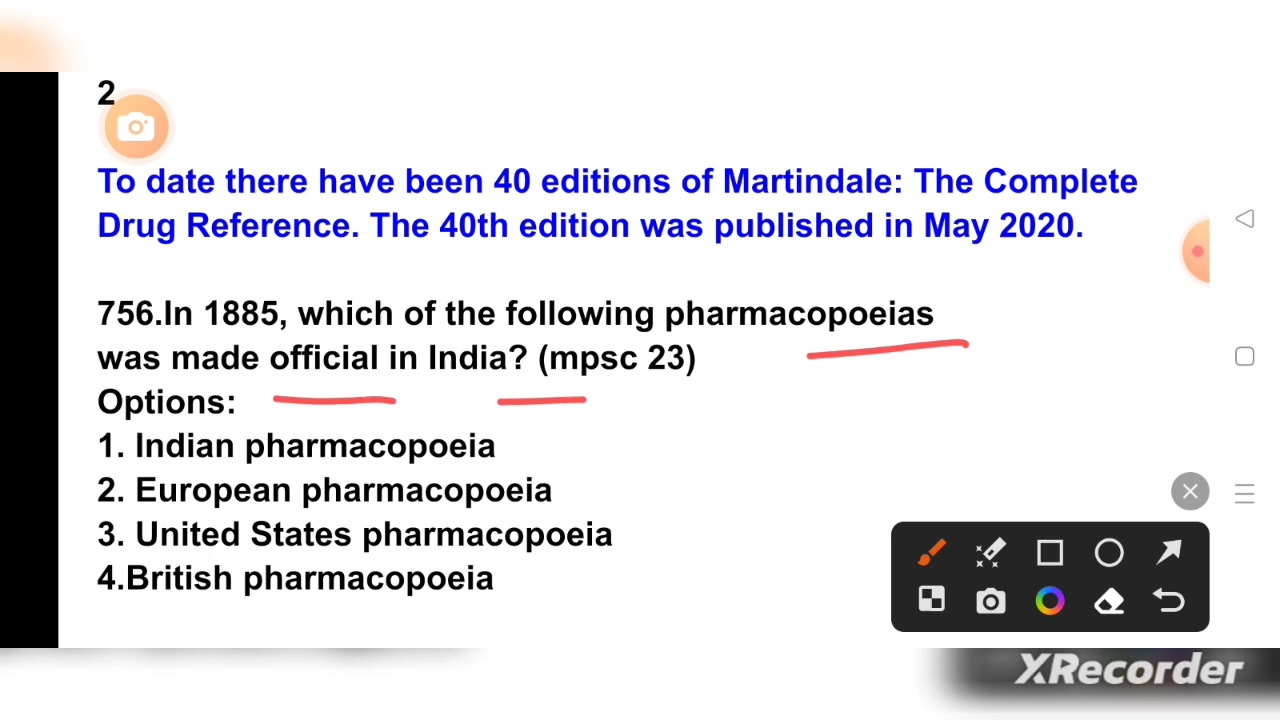 2
To date there have been 40 editions of Martindale: The Complete
Drug Reference. The 40th edition was published in May 2020.
756.In 1885, which of the following pharmacopoeias
was made official in India? (mpsc 23)
Options:
1. Indian pharmacopoeia
2. European pharmacopoeia
3. United States pharmacopoeia
4.British pharmacopoeia
XRecorder